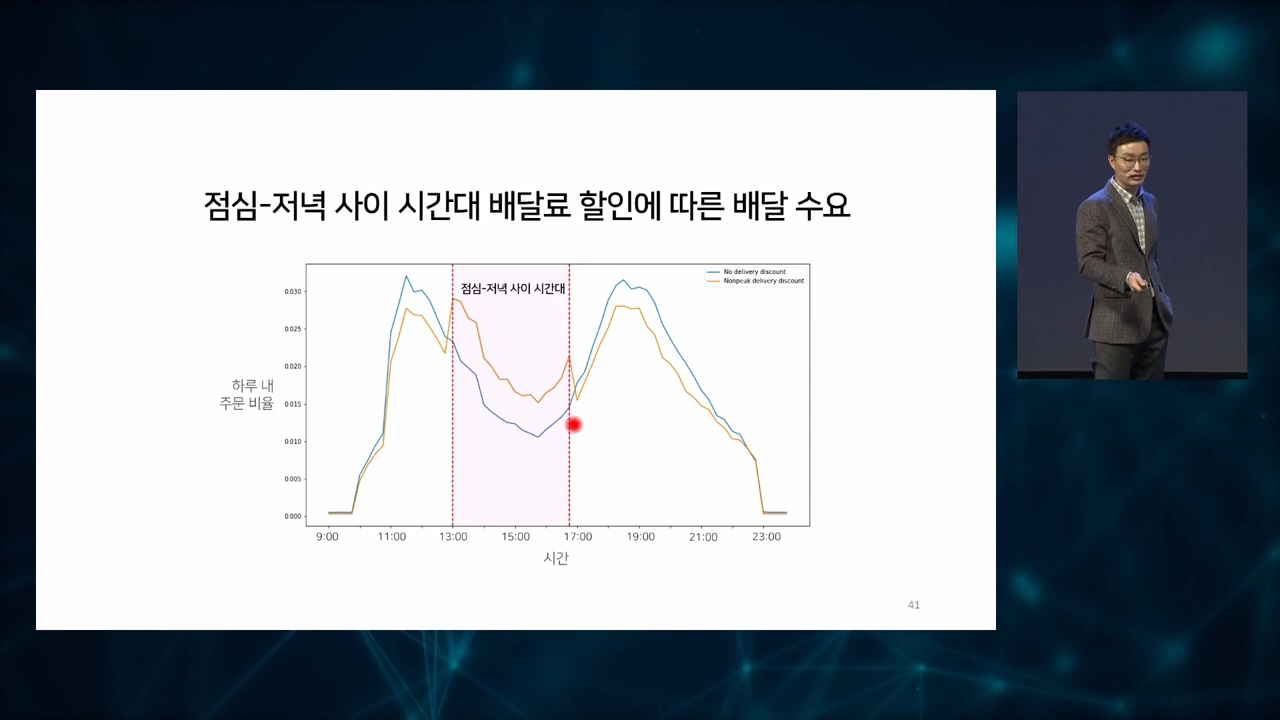 점심-저녁 사이 시간대 배달료 할인에 따른 배달 수요
No delivery discount
Nonpeak delivery discount
점심-저녁 사이 시간대
하루 내
주문 비율
0.030
0.025
0.020
0.015
0.010
0.005
0.000
9:00 11:00 13:00 15:00 17:00 19:00 21:00 23:00
시간
41